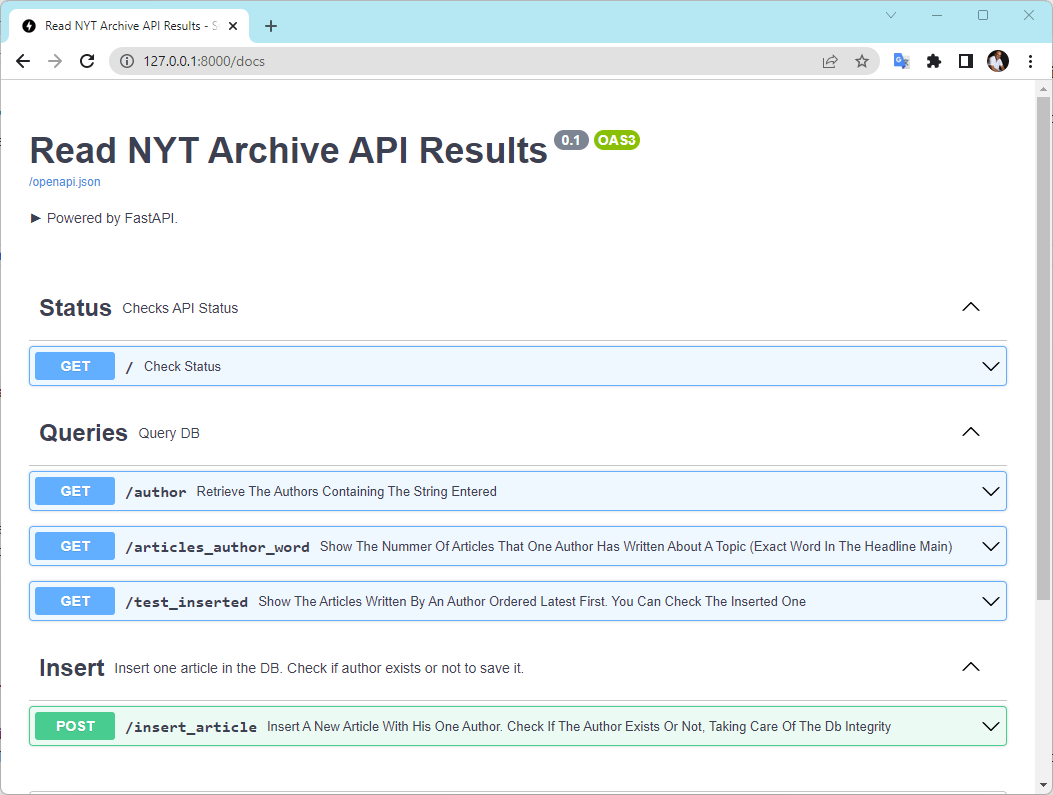 Read NYT Archive API Results - S
127.0.0.1:8000/docs
Read NYT Archive API Results 0.1 OAS3
/openapi.json
Powered by FastAPI.
Status Checks API Status
GET / Check Status
Queries Query DB
GET /author Retrieve The Authors Containing The String Entered
GET /articles_author_word Show The Nummer Of Articles That One Author Has Written About A Topic (Exact Word In The Headline Main)
GET /test_inserted Show The Articles Written By An Author Ordered Latest First. You Can Check The Inserted One
Insert Insert one article in the DB. Check if author exists or not to save it.
POST /insert_article Insert A New Article With His One Author. Check If The Author Exists Or Not, Taking Care Of The Db Integrity